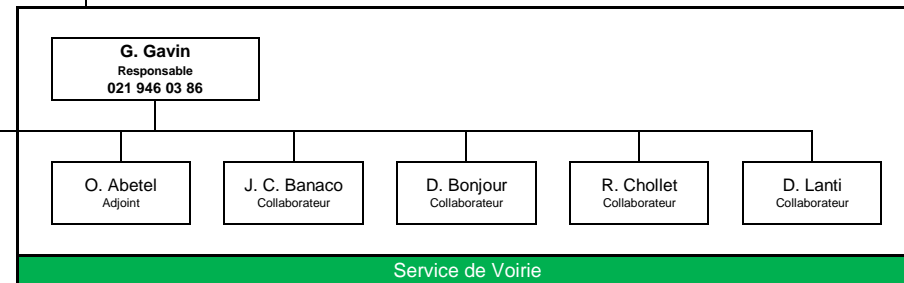 G. Gavin
Responsable
021 946 03 86
O. Abetel
Adjoint
J. C. Banaco
Collaborateur
D. Bonjour
Collaborateur
R. Chollet
Collaborateur
D. Lanti
Collaborateur
Service de Voirie